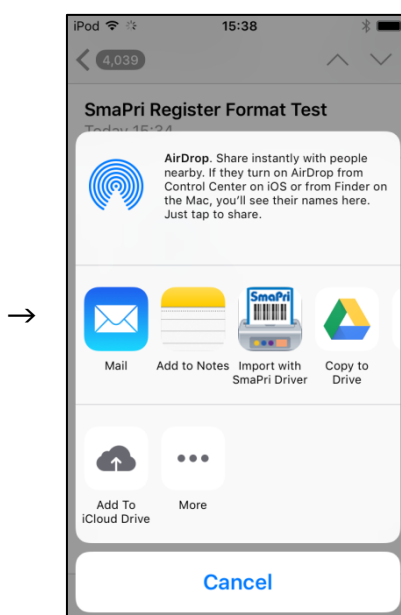 iPod 15:38
4,039
SmaPri Register Format Test
Today 15:34
AirDrop. Share instantly with people
nearby. If they turn on AirDrop from
Control Center on iOS or from Finder on
the Mac, you'll see their names here.
Just tap to share.
SmaPri
Mail
Add to Notes
Import with
SmaPri Driver
Copy to
Drive
Add To
iCloud Drive
More
Cancel
→